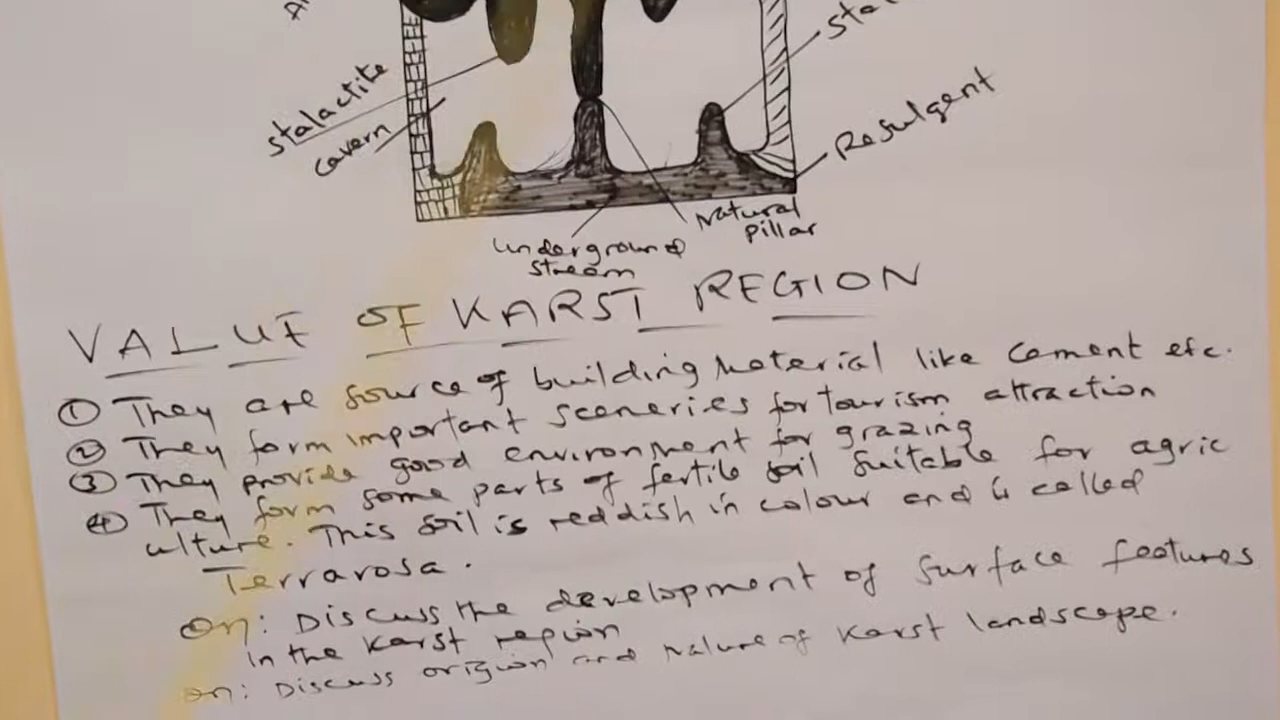 stalactite
cavern
Resulgent
Natural
pillar
underground
stream
VALUE OF KARST REGION
① They are source of building material like cement etc.
② They form important sceneries for tourism attraction
③ They provide good environment for grazing
④ They form some parts of fertile soil suitable for agric
ulture. This soil is reddish in colour and is called
Terrarosa.
Qn: Discuss the development of surface features
in the karst region
Qn: Discuss origion and nature of karst landscape.